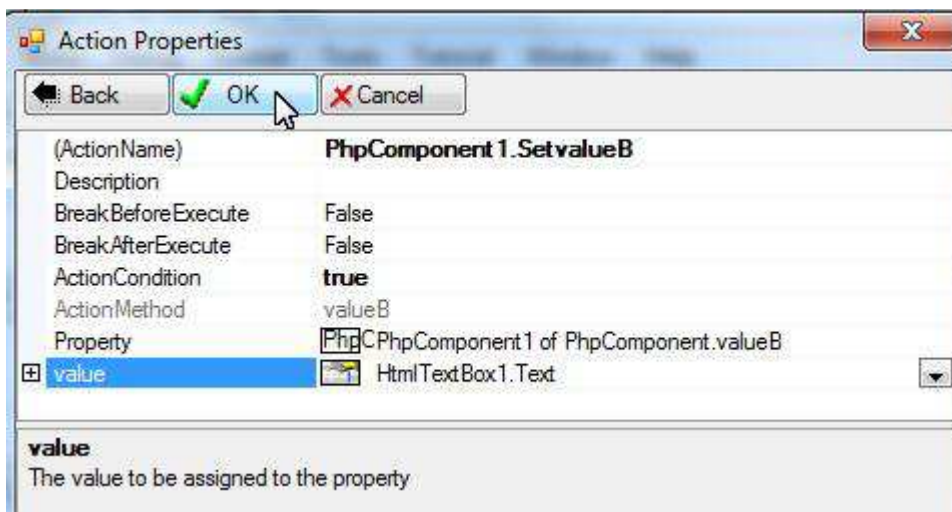 Action Properties
Back OK Cancel
(ActionName) PhpComponent1.SetvalueB
Description
BreakBeforeExecute False
BreakAfterExecute False
ActionCondition true
ActionMethod valueB
Property PhpCPhpComponent1 of PhpComponent.valueB
value HtmlTextBox1.Text
value
The value to be assigned to the property